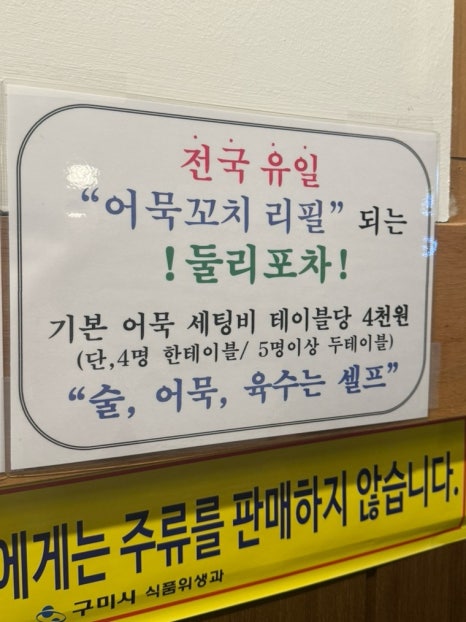 전국 유일
“어묵꼬치 리필” 되는
!둘리포차!
기본 어묵 세팅비 테이블당 4천원
(단,4명 한테이블/ 5명이상 두테이블)
“술, 어묵, 육수는 셀프”
에게는 주류를 판매하지 않습니다.
구미시 식품위생과